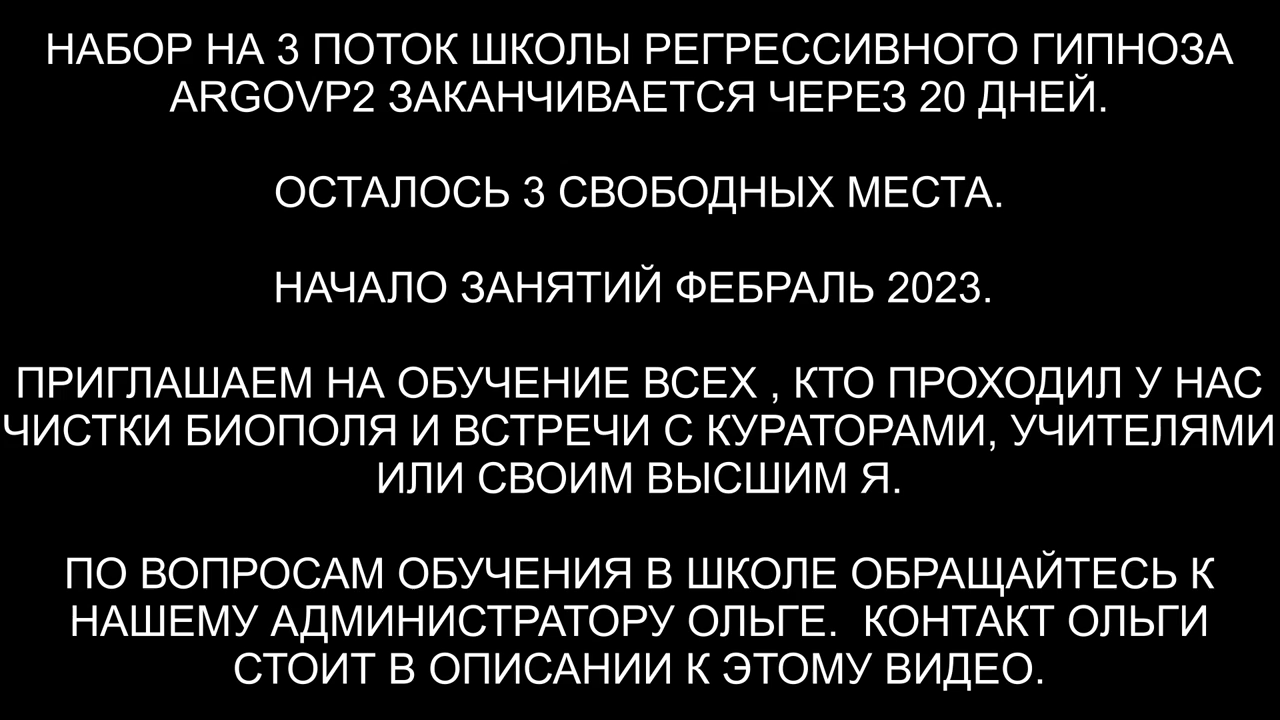 НАБОР НА 3 ПОТОК ШКОЛЫ РЕГРЕССИВНОГО ГИПНОЗА
ARGOVP2 ЗАКАНЧИВАЕТСЯ ЧЕРЕЗ 20 ДНЕЙ.
ОСТАЛОСЬ 3 СВОБОДНЫХ МЕСТА.
НАЧАЛО ЗАНЯТИЙ ФЕБРАЛЬ 2023.
ПРИГЛАШАЕМ НА ОБУЧЕНИЕ ВСЕХ , КТО ПРОХОДИЛ У НАС
ЧИСТКИ БИОПОЛЯ И ВСТРЕЧИ С КУРАТОРАМИ, УЧИТЕЛЯМИ
ИЛИ СВОИМ ВЫСШИМ Я.
ПО ВОПРОСАМ ОБУЧЕНИЯ В ШКОЛЕ ОБРАЩАЙТЕСЬ К
НАШЕМУ АДМИНИСТРАТОРУ ОЛЬГЕ.  КОНТАКТ ОЛЬГИ
СТОИТ В ОПИСАНИИ К ЭТОМУ ВИДЕО.